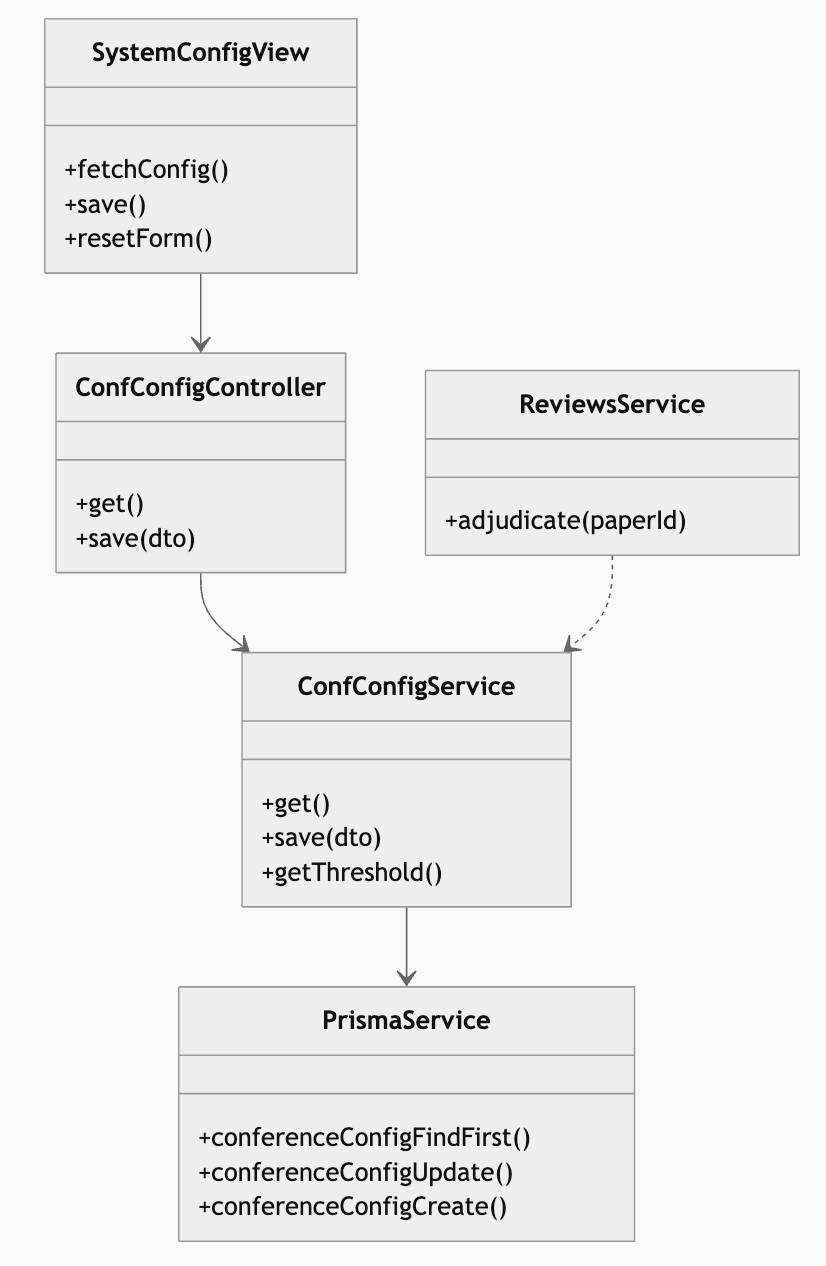 SystemConfigView
+fetchConfig()
+save()
+resetForm()
ConfConfigController
+get()
+save(dto)
ReviewsService
+adjudicate(paperId)
ConfConfigService
+get()
+save(dto)
+getThreshold()
PrismaService
+conferenceConfigFindFirst()
+conferenceConfigUpdate()
+conferenceConfigCreate()